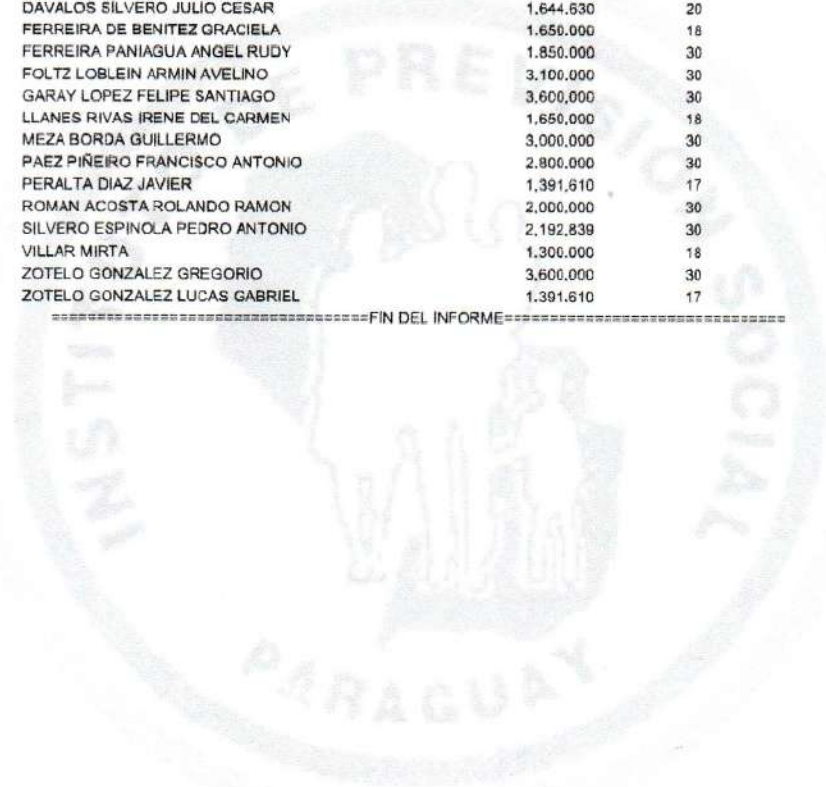 DAVALOS SILVERO JULIO CESAR 1.644.630 20
FERREIRA DE BENITEZ GRACIELA 1.650.000 18
FERREIRA PANIAGUA ANGEL RUDY 1.850.000 30
FOLTZ LOBLEIN ARMIN AVELINO 3.100.000 30
GARAY LOPEZ FELIPE SANTIAGO 3,600,000 30
LLANES RIVAS IRENE DEL CARMEN 1,650,000 18
MEZA BORDA GUILLERMO 3.000.000 30
PAEZ PIÑEIRO FRANCISCO ANTONIO 2.800.000 30
PERALTA DIAZ JAVIER 1,391,610 17
ROMAN ACOSTA ROLANDO RAMON 2,000,000 30
SILVERO ESPINOLA PEDRO ANTONIO 2,192,839 30
VILLAR MIRTA 1.300.000 18
ZOTELO GONZALEZ GREGORIO 3,600,000 30
ZOTELO GONZALEZ LUCAS GABRIEL 1.391.610 17
==================================FIN DEL INFORME===============================
DE PREVISION SOCIAL
PARAGUAY